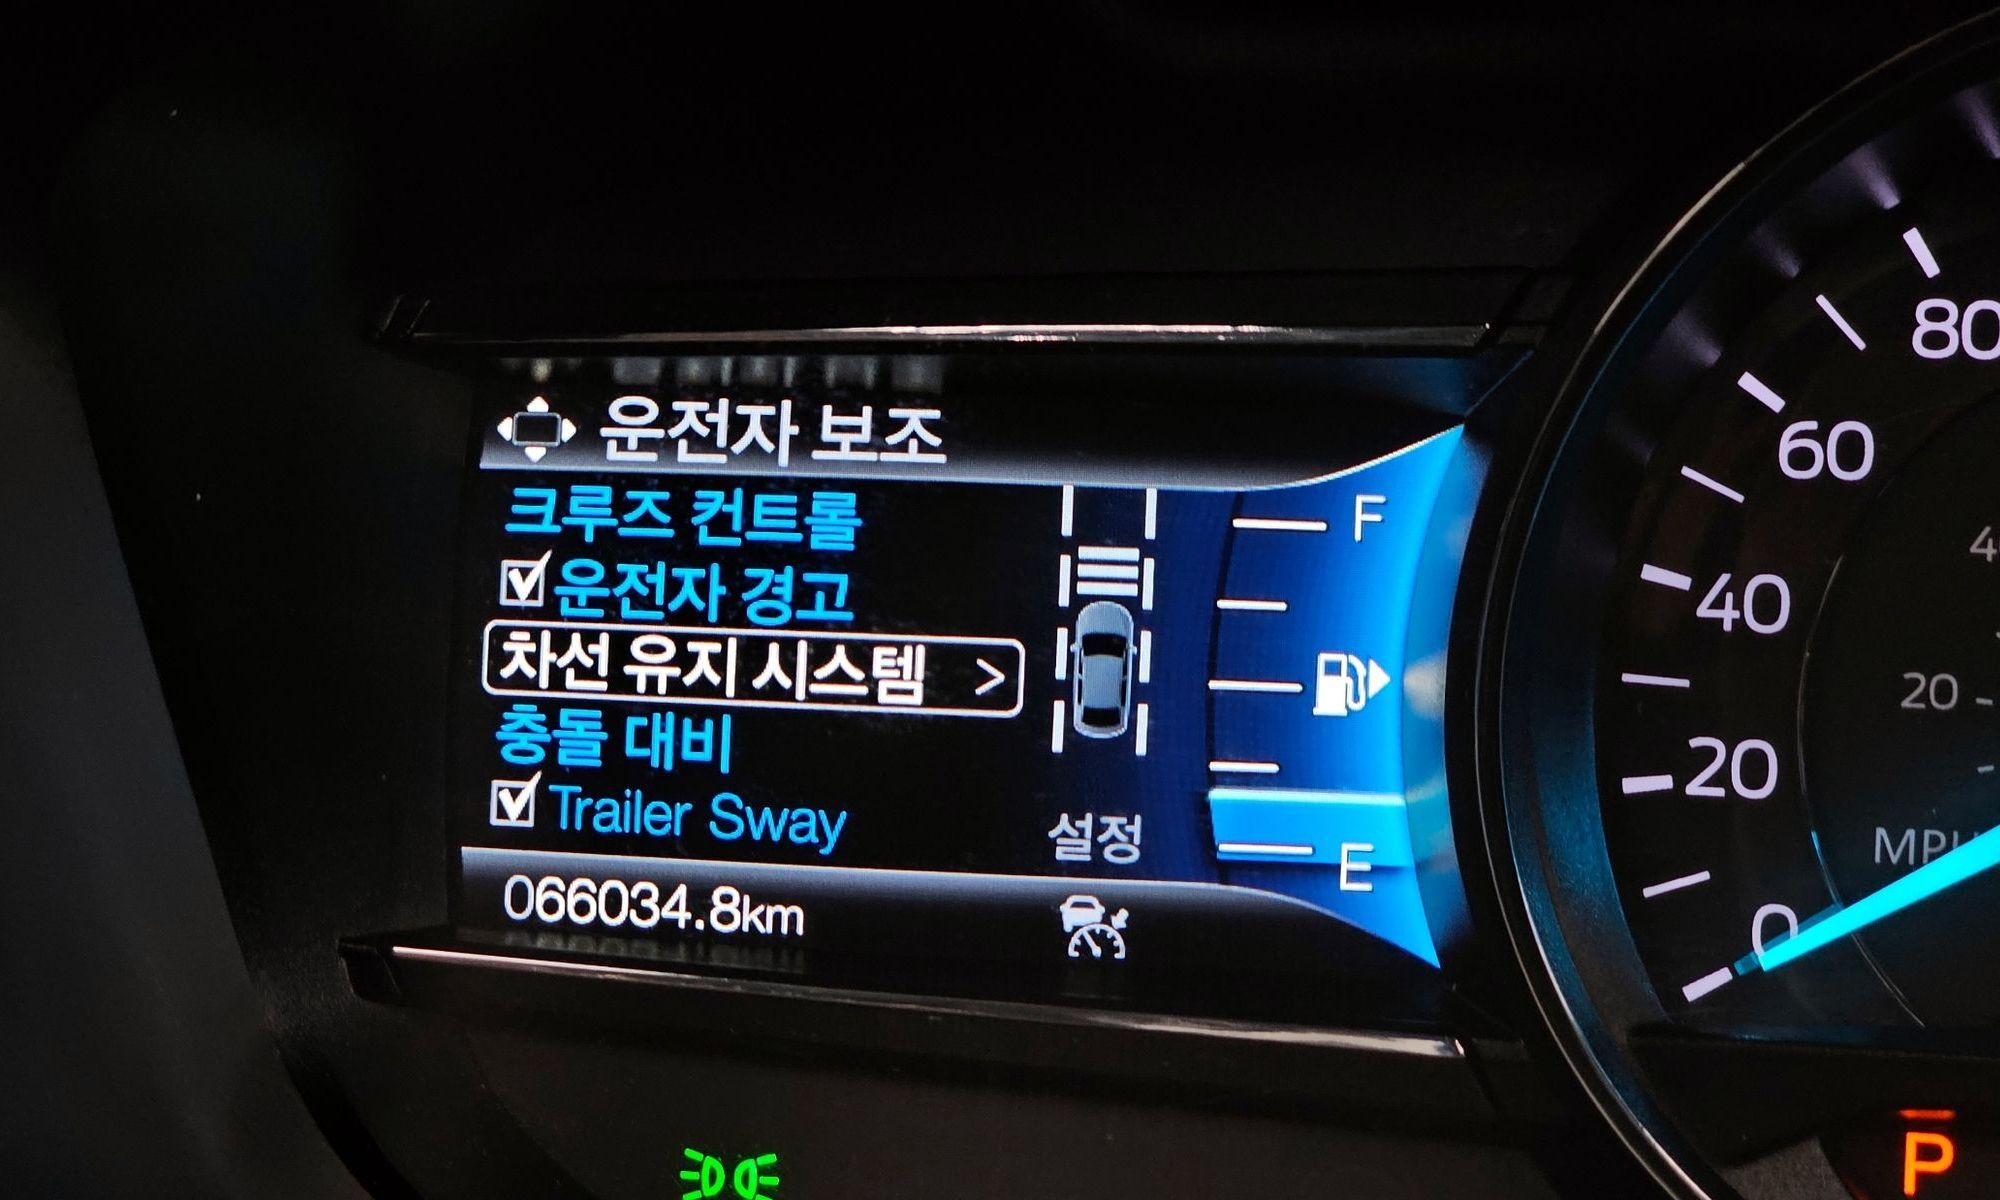 운전자 보조
크루즈 컨트롤
운전자 경고
차선 유지 시스템 >
충돌 대비
Trailer Sway
설정
066034.8km
F
E
80
60
40
20
0
20
MPH
P